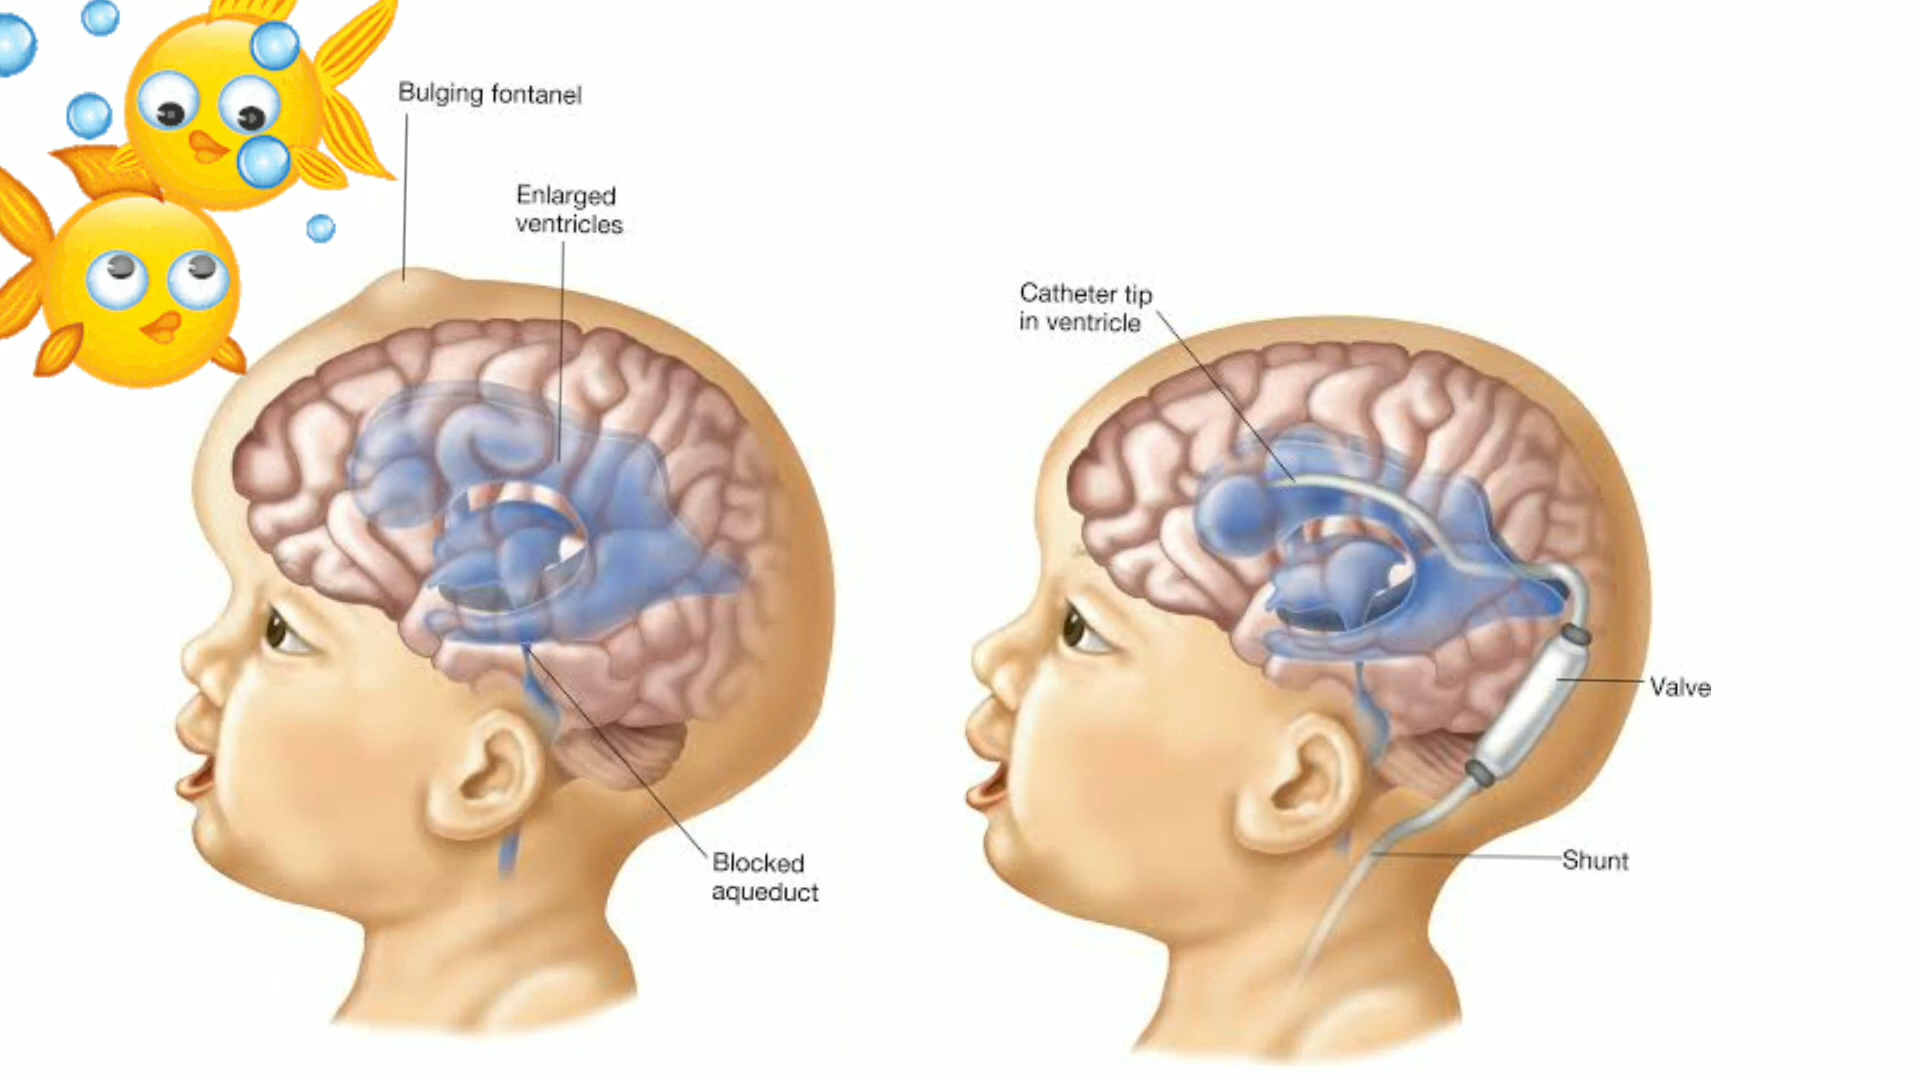 Bulging fontanel
Enlarged
ventricles
Blocked
aqueduct
Catheter tip
in ventricle
Valve
Shunt